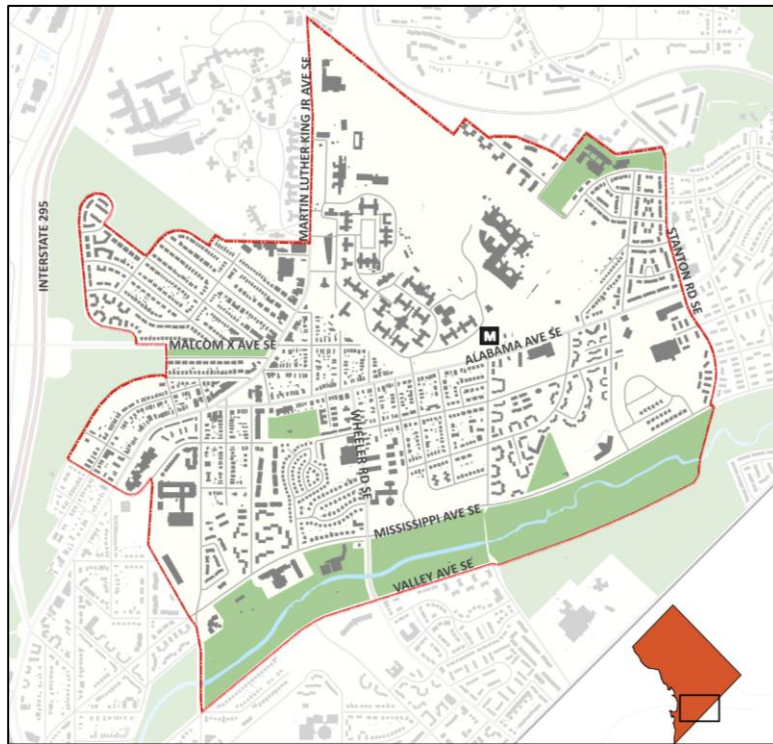 MARTIN LUTHER KING JR AVE SE
INTERSTATE 295
STANTON RD SE
MALCOM X AVE SE
M
ALABAMA AVE SE
WHEELER RD SE
MISSISSIPPI AVE SE
VALLEY AVE SE